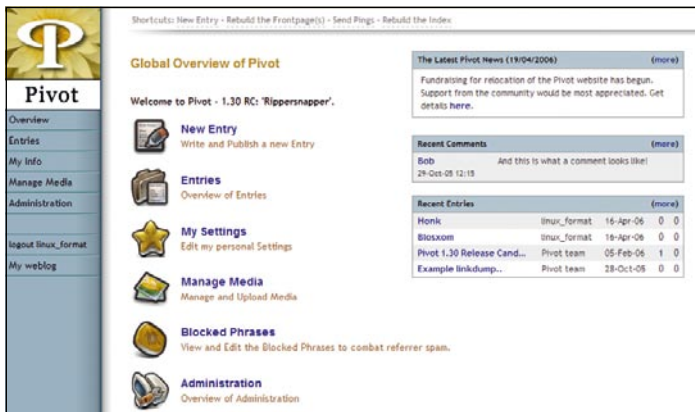 Shortcuts: New Entry - Rebuild the Frontpage(s) - Send Pings - Rebuild the Index
Pivot
Overview
Entries
My Info
Manage Media
Administration
logout linux_format
My weblog
Global Overview of Pivot
Welcome to Pivot - 1.30 RC: 'Rippersnapper'.
New Entry
Write and Publish a new Entry
Entries
Overview of Entries
My Settings
Edit my personal Settings
Manage Media
Manage and Upload Media
Blocked Phrases
View and Edit the Blocked Phrases to combat referrer spam.
Administration
Overview of Administration
The Latest Pivot News (19/04/2006) (more)
Fundraising for relocation of the Pivot website has begun.
Support from the community would be most appreciated. Get
details here.
Recent Comments (more)
Bob And this is what a comment looks like!
29-Oct-05 12:15
Recent Entries (more)
Honk linux_format 16-Apr-06 0 0
Blosxom linux_format 16-Apr-06 0 0
Pivot 1.30 Release Cand... Pivot team 05-Feb-06 1 0
Example linkdump.. Pivot team 28-Oct-05 0 0